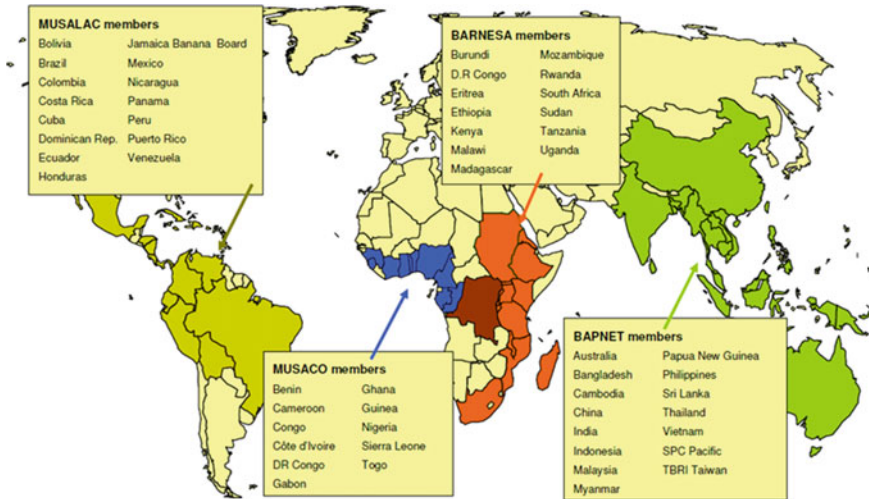 MUSALAC members
Bolivia Jamaica Banana Board
Brazil Mexico
Colombia Nicaragua
Costa Rica Panama
Cuba Peru
Dominican Rep. Puerto Rico
Ecuador Venezuela
Honduras
BARNESA members
Burundi Mozambique
D.R Congo Rwanda
Eritrea South Africa
Ethiopia Sudan
Kenya Tanzania
Malawi Uganda
Madagascar
MUSACO members
Benin Ghana
Cameroon Guinea
Congo Nigeria
Côte d'Ivoire Sierra Leone
DR Congo Togo
Gabon
BAPNET members
Australia Papua New Guinea
Bangladesh Philippines
Cambodia Sri Lanka
China Thailand
India Vietnam
Indonesia SPC Pacific
Malaysia TBRI Taiwan
Myanmar